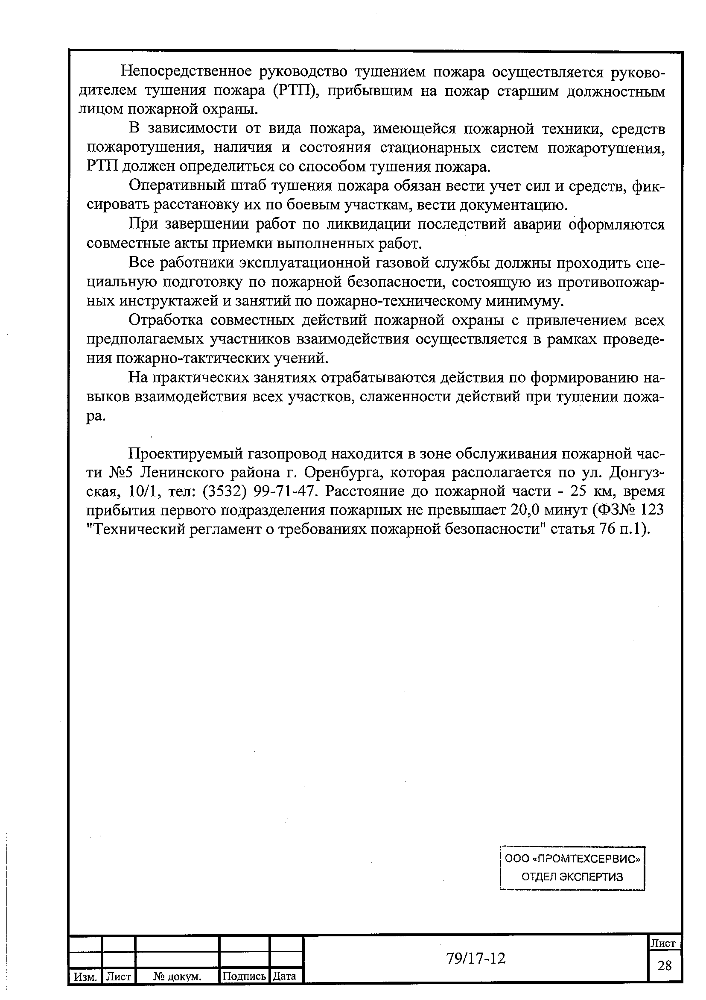 Непосредственное руководство тушением пожара осуществляется руково-
дителем тушения пожара (РТП), прибывшим на пожар старшим должностным
лицом пожарной охраны.
В зависимости от вида пожара, имеющейся пожарной техники, средств
пожаротушения, наличия и состояния стационарных систем пожаротушения,
РТП должен определиться со способом тушения пожара.
Оперативный штаб тушения пожара обязан вести учет сил и средств, фик-
сировать расстановку их по боевым участкам, вести документацию.
При завершении работ по ликвидации последствий аварии оформляются
совместные акты приемки выполненных работ.
Все работники эксплуатационной газовой службы должны проходить спе-
циальную подготовку по пожарной безопасности, состоящую из противопожар-
ных инструктажей и занятий по пожарно-техническому минимуму.
Отработка совместных действий пожарной охраны с привлечением всех
предполагаемых участников взаимодействия осуществляется в рамках проведе-
ния пожарно-тактических учений.
На практических занятиях отрабатываются действия по формированию на-
выков взаимодействия всех участков, слаженности действий при тушении пожа-
ра.
Проектируемый газопровод находится в зоне обслуживания пожарной час-
ти №5 Ленинского района г. Оренбурга, которая располагается по ул. Донгуз-
ская, 10/1, тел: (3532) 99-71-47. Расстояние до пожарной части - 25 км, время
прибытия первого подразделения пожарных не превышает 20,0 минут (ФЗ№ 123
"Технический регламент о требованиях пожарной безопасности" статья 76 п.1).
ООО «ПРОМТЕХСЕРВИС»
ОТДЕЛ ЭКСПЕРТИЗ
79/17-12
Лист
28
Изм. Лист № докум. Подпись Дата